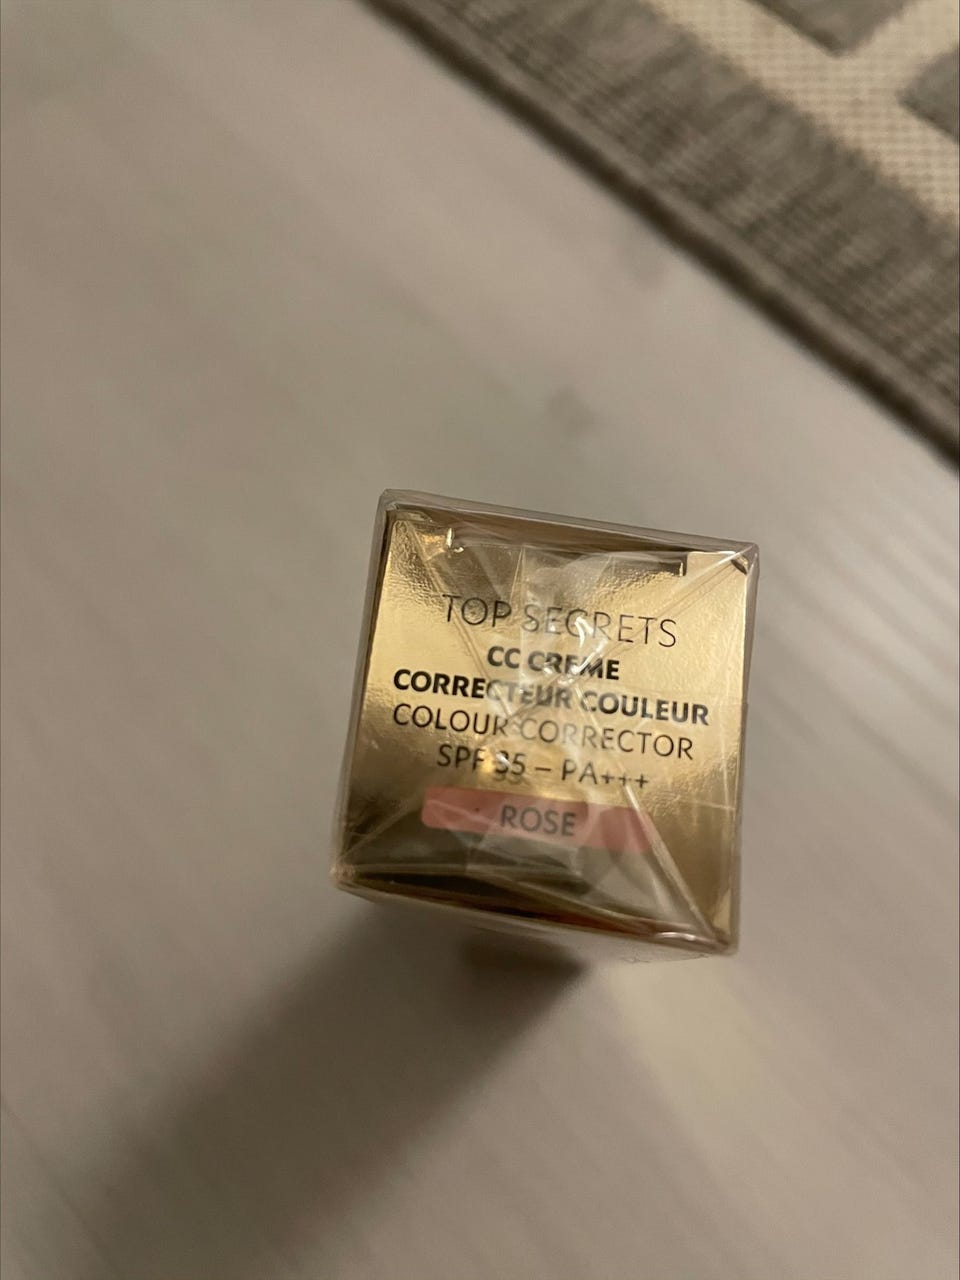 TOP SECRETS
CC CREME
CORRECTEUR COULEUR
COLOUR CORRECTOR
SPF 35 – PA+++
ROSE